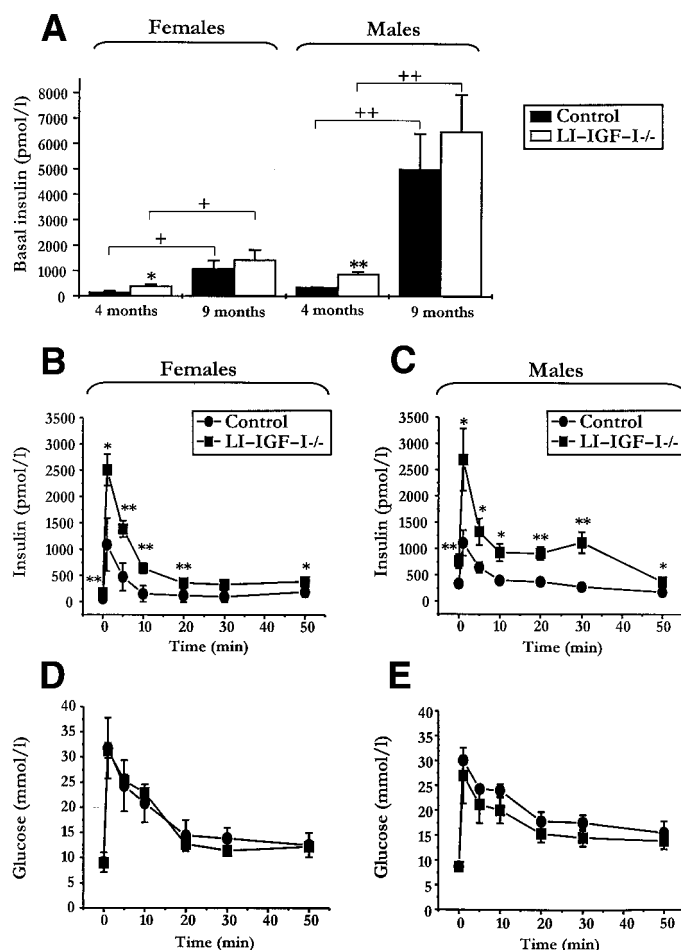 A
Females
Males
Basal insulin (pmol/l)
8000
7000
6000
5000
4000
3000
2000
1000
0
++
++
+
+
*
**
4 months
9 months
4 months
9 months
Control
LI-IGF-I-/-
B
Females
Insulin (pmol/l)
3500
3000
2500
2000
1500
1000
500
0
Control
LI-IGF-I-/-
**
*
**
**
**
*
0 10 20 30 40 50
Time (min)
C
Males
Insulin (pmol/l)
3500
3000
2500
2000
1500
1000
500
0
Control
LI-IGF-I-/-
**
*
*
*
**
**
*
0 10 20 30 40 50
Time (min)
D
Glucose (mmol/l)
40
35
30
25
20
15
10
5
0
0 10 20 30 40 50
Time (min)
E
Glucose (mmol/l)
40
35
30
25
20
15
10
5
0
0 10 20 30 40 50
Time (min)